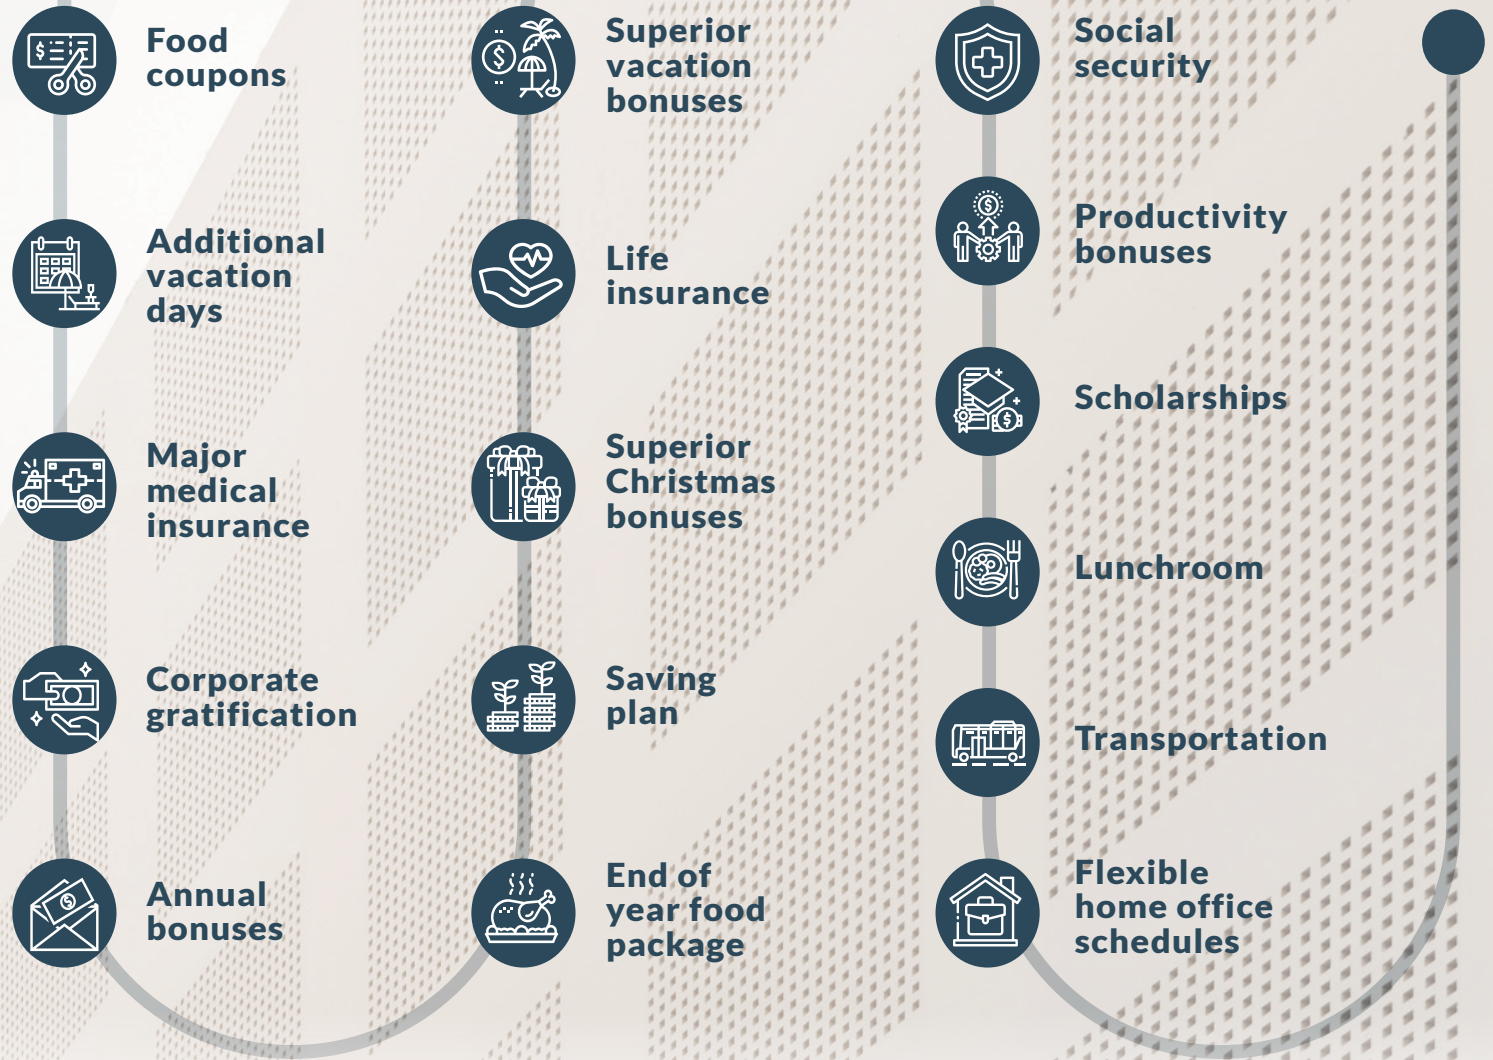 Food
coupons
Additional
vacation
days
Major
medical
insurance
Corporate
gratification
Annual
bonuses
Superior
vacation
bonuses
Life
insurance
Superior
Christmas
bonuses
Saving
plan
End of
year food
package
Social
security
Productivity
bonuses
Scholarships
Lunchroom
Transportation
Flexible
home office
schedules